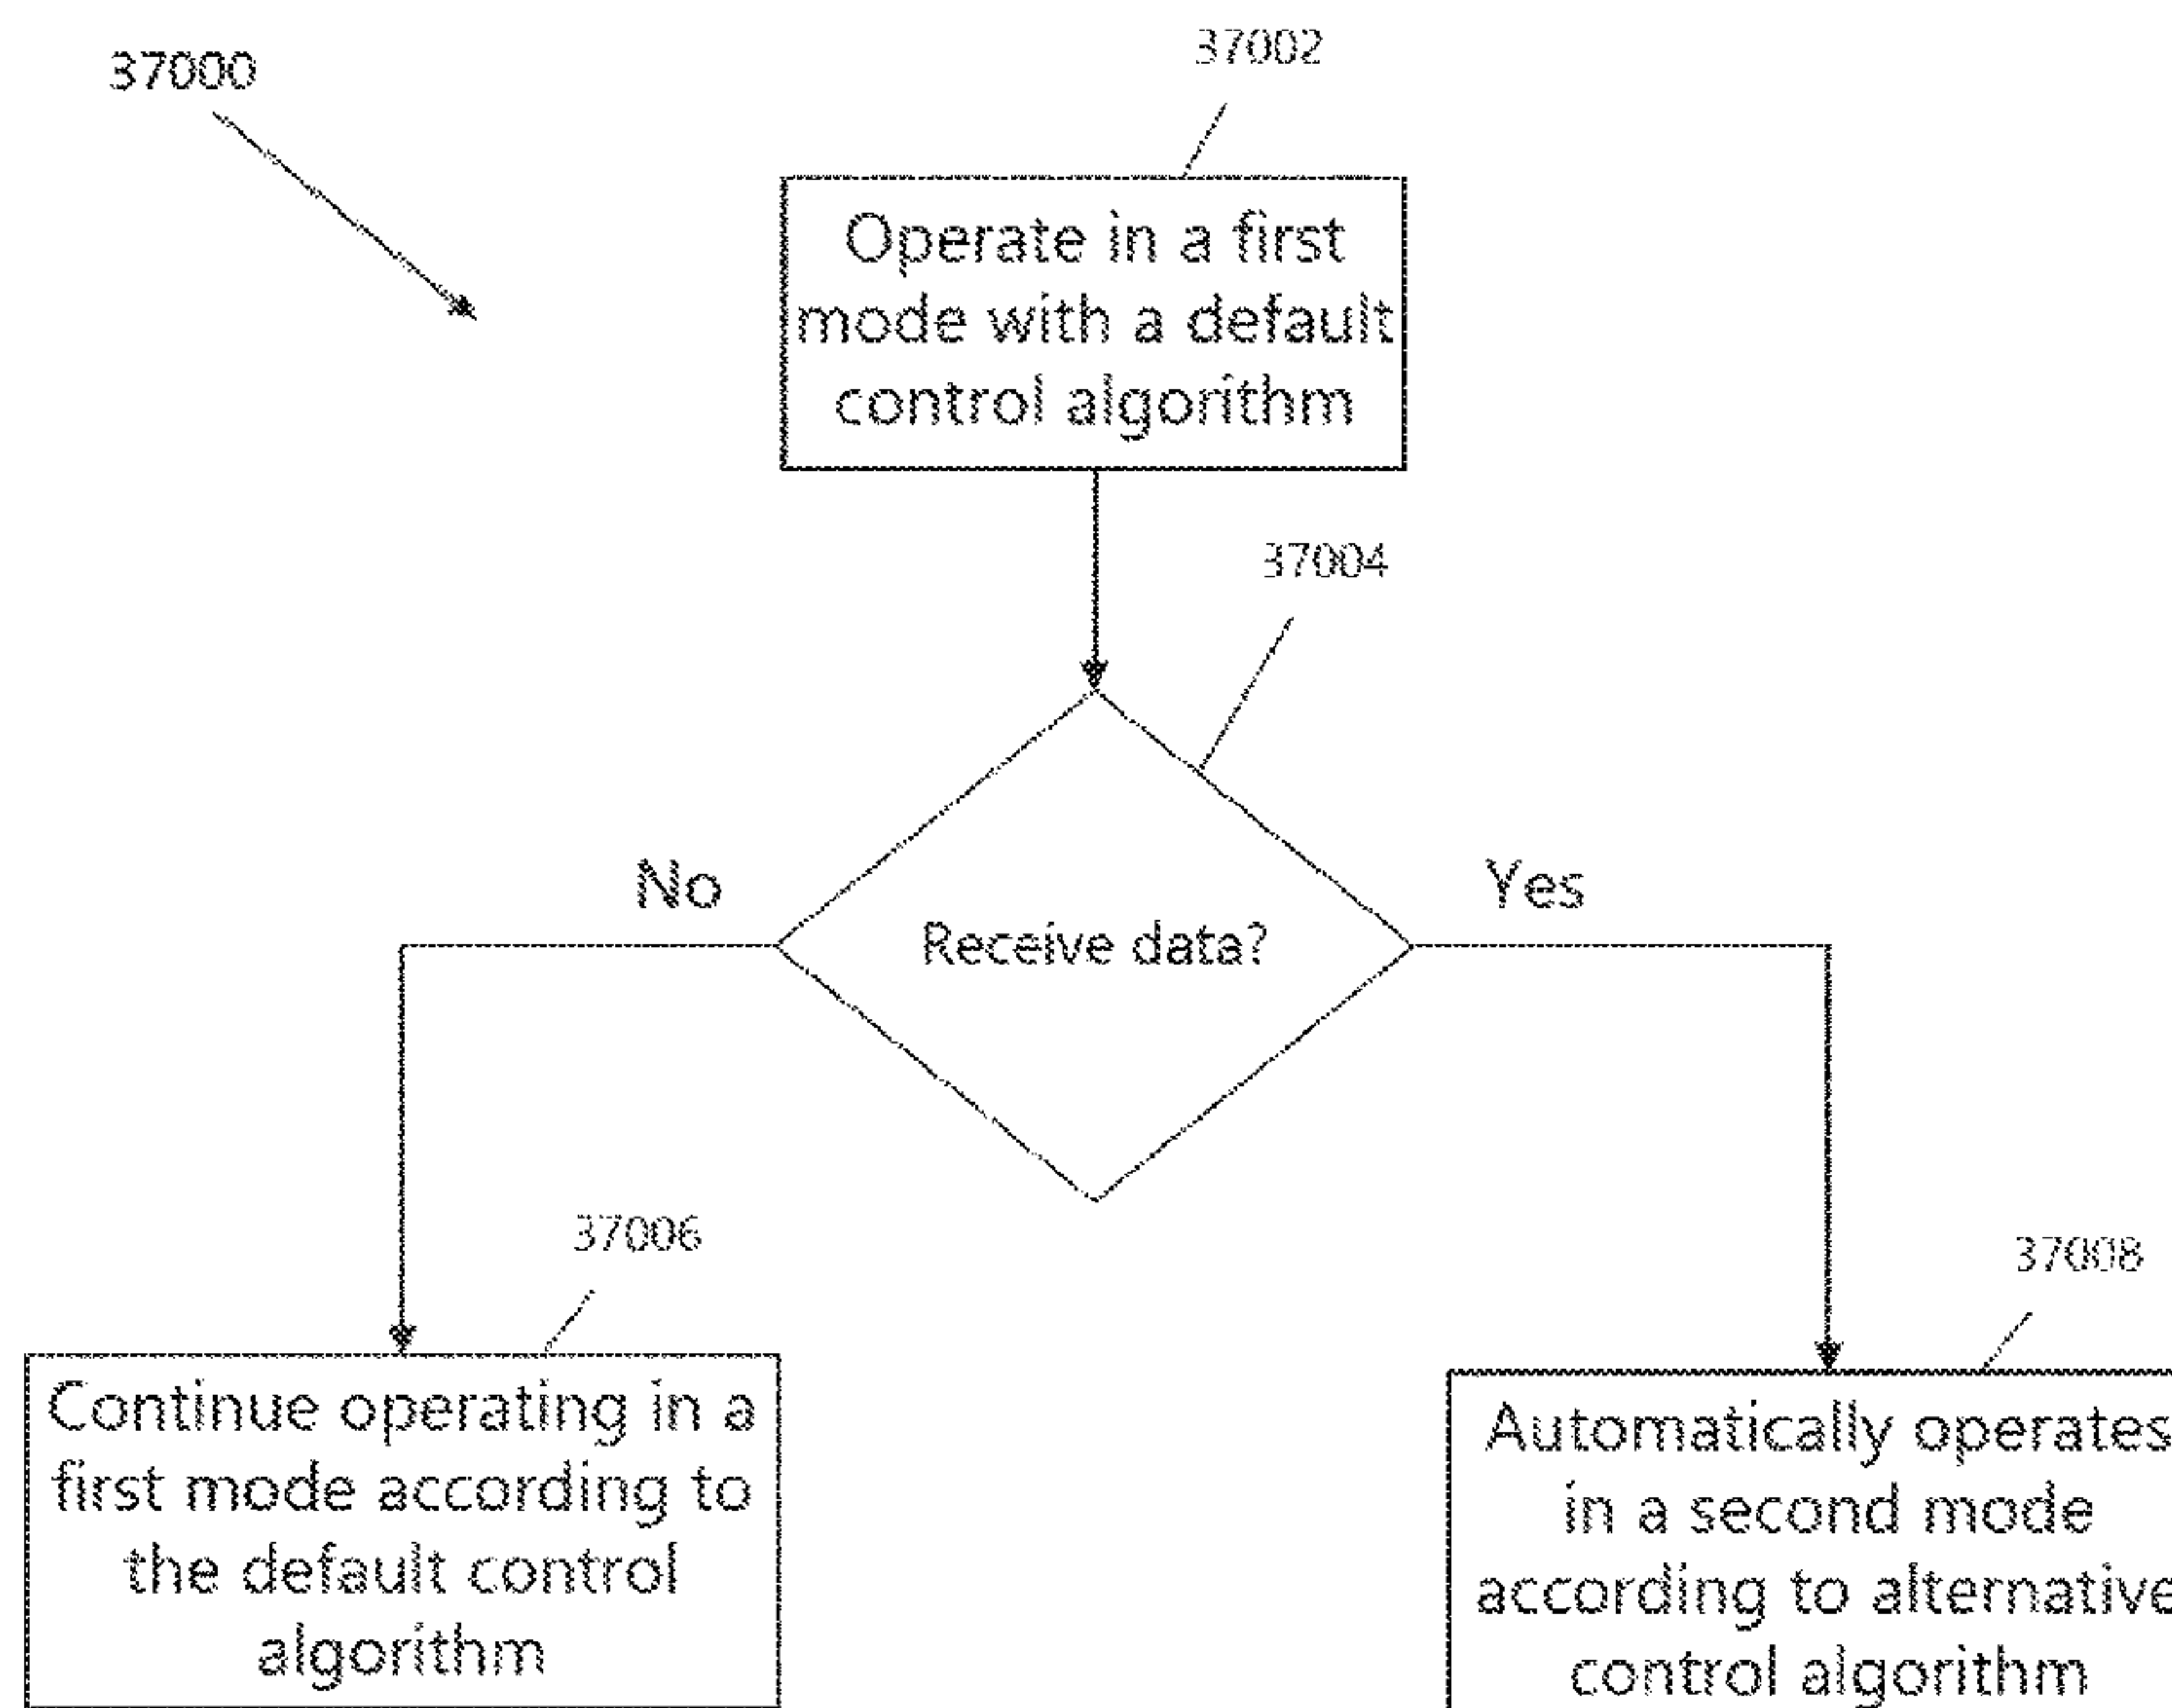 37000
37002
Operate in a first
mode with a default
control algorithm
37004
No
Yes
Receive data?
37006
37008
Continue operating in a
first mode according to
the default control
algorithm
Automatically operates
in a second mode
according to alternative
control algorithm